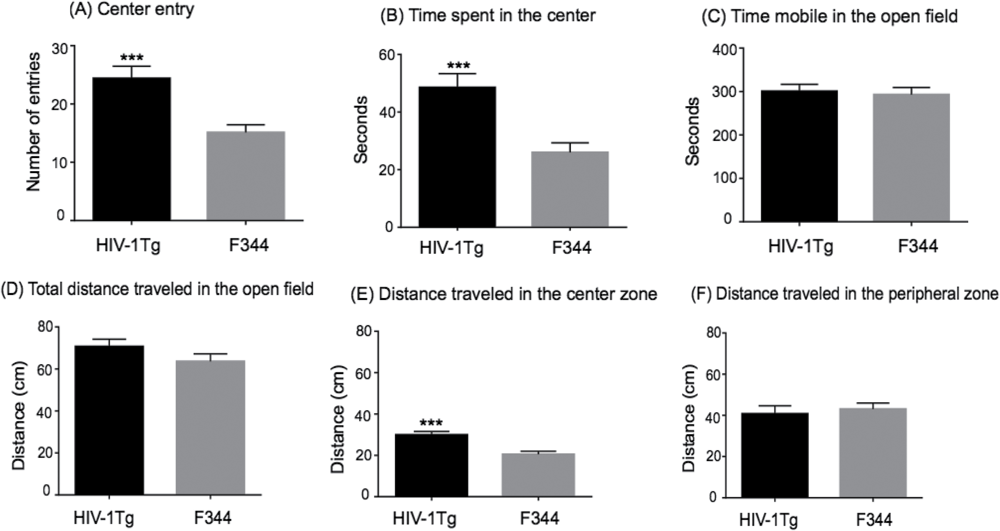 (A) Center entry
(B) Time spent in the center
(C) Time mobile in the open field
Number of entries
30
20
10
0
***
HIV-1Tg
F344
Seconds
60
40
20
0
***
HIV-1Tg
F344
Seconds
400
300
200
100
0
HIV-1Tg
F344
(D) Total distance traveled in the open field
(E) Distance traveled in the center zone
(F) Distance traveled in the peripheral zone
Distance (cm)
80
60
40
20
0
HIV-1Tg
F344
Distance (cm)
80
60
40
20
0
***
HIV-1Tg
F344
Distance (cm)
80
60
40
20
0
HIV-1Tg
F344